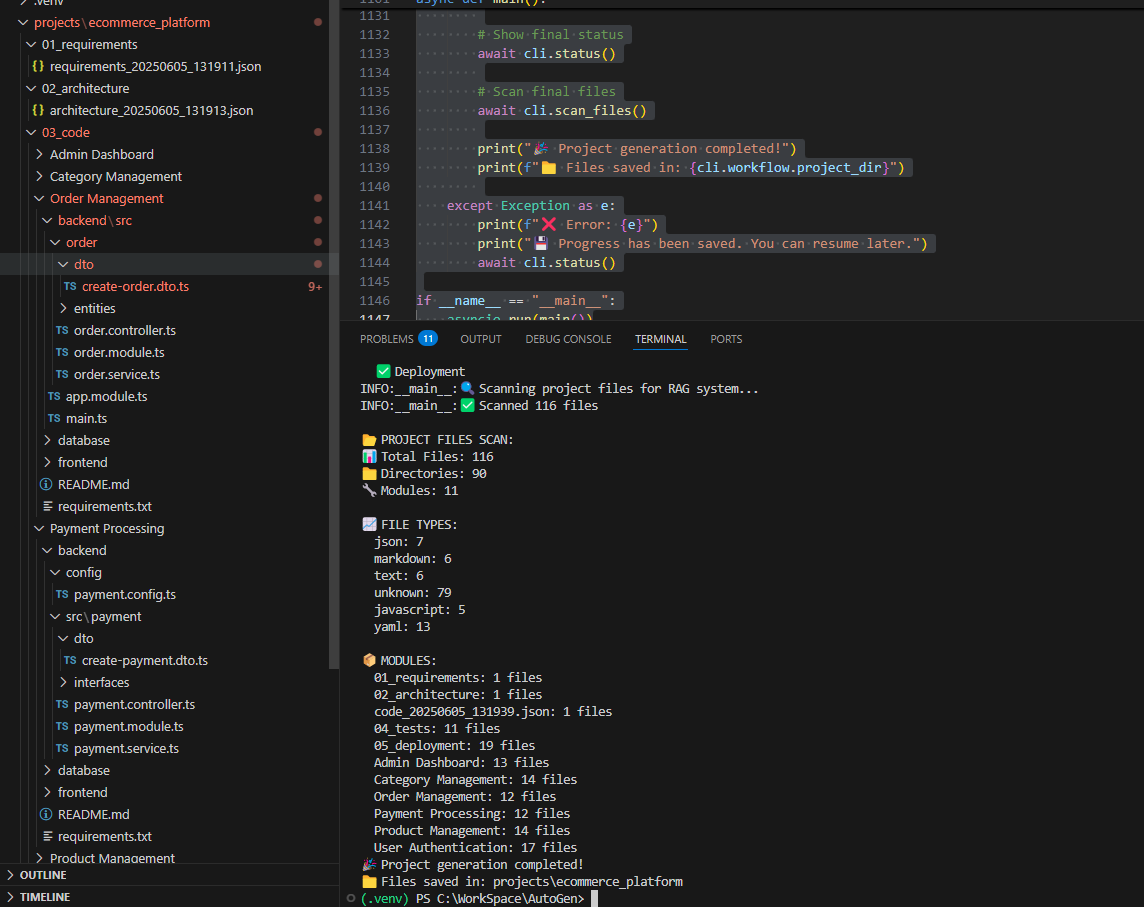 .venv
projects\ecommerce_platform
01_requirements
{} requirements_20250605_131911.json
02_architecture
{} architecture_20250605_131913.json
03_code
Admin Dashboard
Category Management
Order Management
backend\src
order
dto
TS create-order.dto.ts 9+
entities
TS order.controller.ts
TS order.module.ts
TS order.service.ts
TS app.module.ts
TS main.ts
database
frontend
README.md
requirements.txt
Payment Processing
backend
config
TS payment.config.ts
src\payment
dto
TS create-payment.dto.ts
interfaces
TS payment.controller.ts
TS payment.module.ts
TS payment.service.ts
database
frontend
README.md
requirements.txt
Product Management
OUTLINE
TIMELINE
1101 async def main():
1131
1132 # Show final status
1133 await cli.status()
1134
1135 # Scan final files
1136 await cli.scan_files()
1137
1138 print("🎉 Project generation completed!")
1139 print(f"📁 Files saved in: {cli.workflow.project_dir}")
1140
1141 except Exception as e:
1142 print(f"❌ Error: {e}")
1143 print("💾 Progress has been saved. You can resume later.")
1144 await cli.status()
1145
1146 if __name__ == "__main__":
1147 asyncio.run(main())
PROBLEMS 11 OUTPUT DEBUG CONSOLE TERMINAL PORTS
✅ Deployment
INFO:__main__:🔍 Scanning project files for RAG system...
INFO:__main__:✅ Scanned 116 files
📂 PROJECT FILES SCAN:
📊 Total Files: 116
📁 Directories: 90
🔧 Modules: 11
📈 FILE TYPES:
json: 7
markdown: 6
text: 6
unknown: 79
javascript: 5
yaml: 13
📦 MODULES:
01_requirements: 1 files
02_architecture: 1 files
code_20250605_131939.json: 1 files
04_tests: 11 files
05_deployment: 19 files
Admin Dashboard: 13 files
Category Management: 14 files
Order Management: 12 files
Payment Processing: 12 files
Product Management: 14 files
User Authentication: 17 files
🎉 Project generation completed!
📁 Files saved in: projects\ecommerce_platform
(.venv) PS C:\WorkSpace\AutoGen>